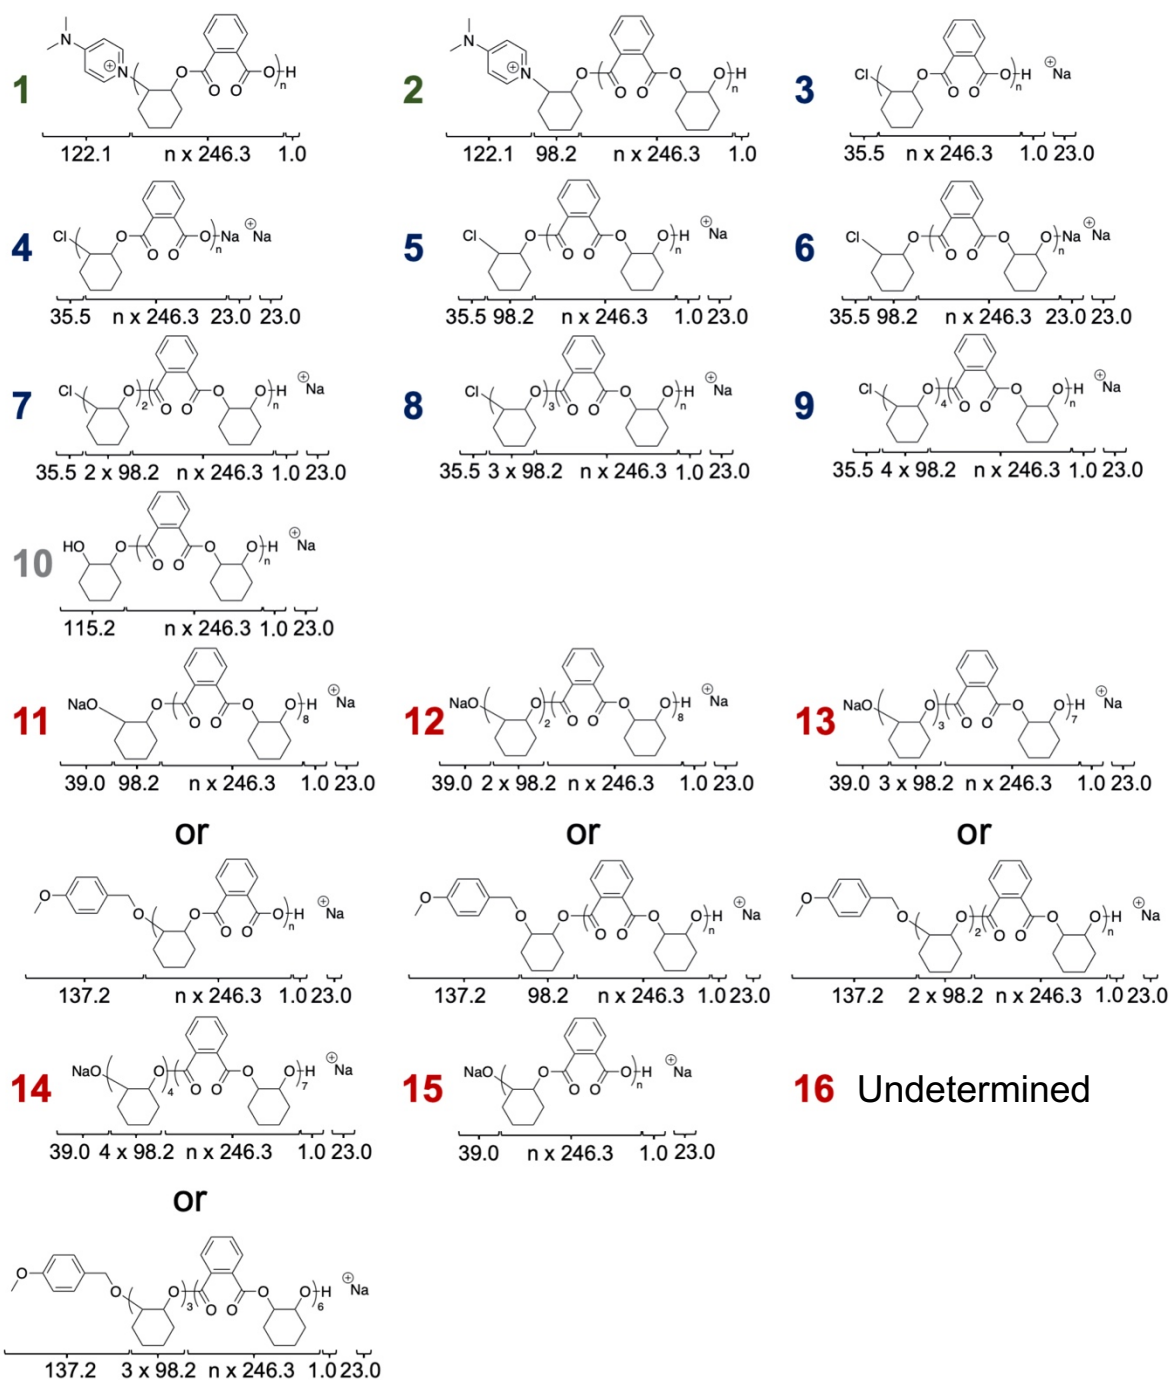 1 N N O O O O H n
122.1 n x 246.3 1.0
2 N N O O O O H n
122.1 98.2 n x 246.3 1.0
3 Cl O O O O H n Na
35.5 n x 246.3 1.0 23.0
4 Cl O O O O Na n Na
35.5 n x 246.3 23.0 23.0
5 Cl O O O O O H n Na
35.5 98.2 n x 246.3 1.0 23.0
6 Cl O O O O O Na n Na
35.5 98.2 n x 246.3 23.0 23.0
7 Cl O 2 O O O O H n Na
35.5 2 x 98.2 n x 246.3 1.0 23.0
8 Cl O 3 O O O O H n Na
35.5 3 x 98.2 n x 246.3 1.0 23.0
9 Cl O 4 O O O O H n Na
35.5 4 x 98.2 n x 246.3 1.0 23.0
10 HO O O O O O H n Na
115.2 n x 246.3 1.0 23.0
11 NaO O O O O O H 8 Na
39.0 98.2 n x 246.3 1.0 23.0
12 NaO O 2 O O O O H 8 Na
39.0 2 x 98.2 n x 246.3 1.0 23.0
13 NaO O 3 O O O O H 7 Na
39.0 3 x 98.2 n x 246.3 1.0 23.0
or
or
or
O O O O O O H n Na
137.2 n x 246.3 1.0 23.0
O O O O O O O H n Na
137.2 98.2 n x 246.3 1.0 23.0
O O O 2 O O O O H n Na
137.2 2 x 98.2 n x 246.3 1.0 23.0
14 NaO O 4 O O O O H 7 Na
39.0 4 x 98.2 n x 246.3 1.0 23.0
15 NaO O O O O H n Na
39.0 n x 246.3 1.0 23.0
16 Undetermined
or
O O O 3 O O O O H 6 Na
137.2 3 x 98.2 n x 246.3 1.0 23.0